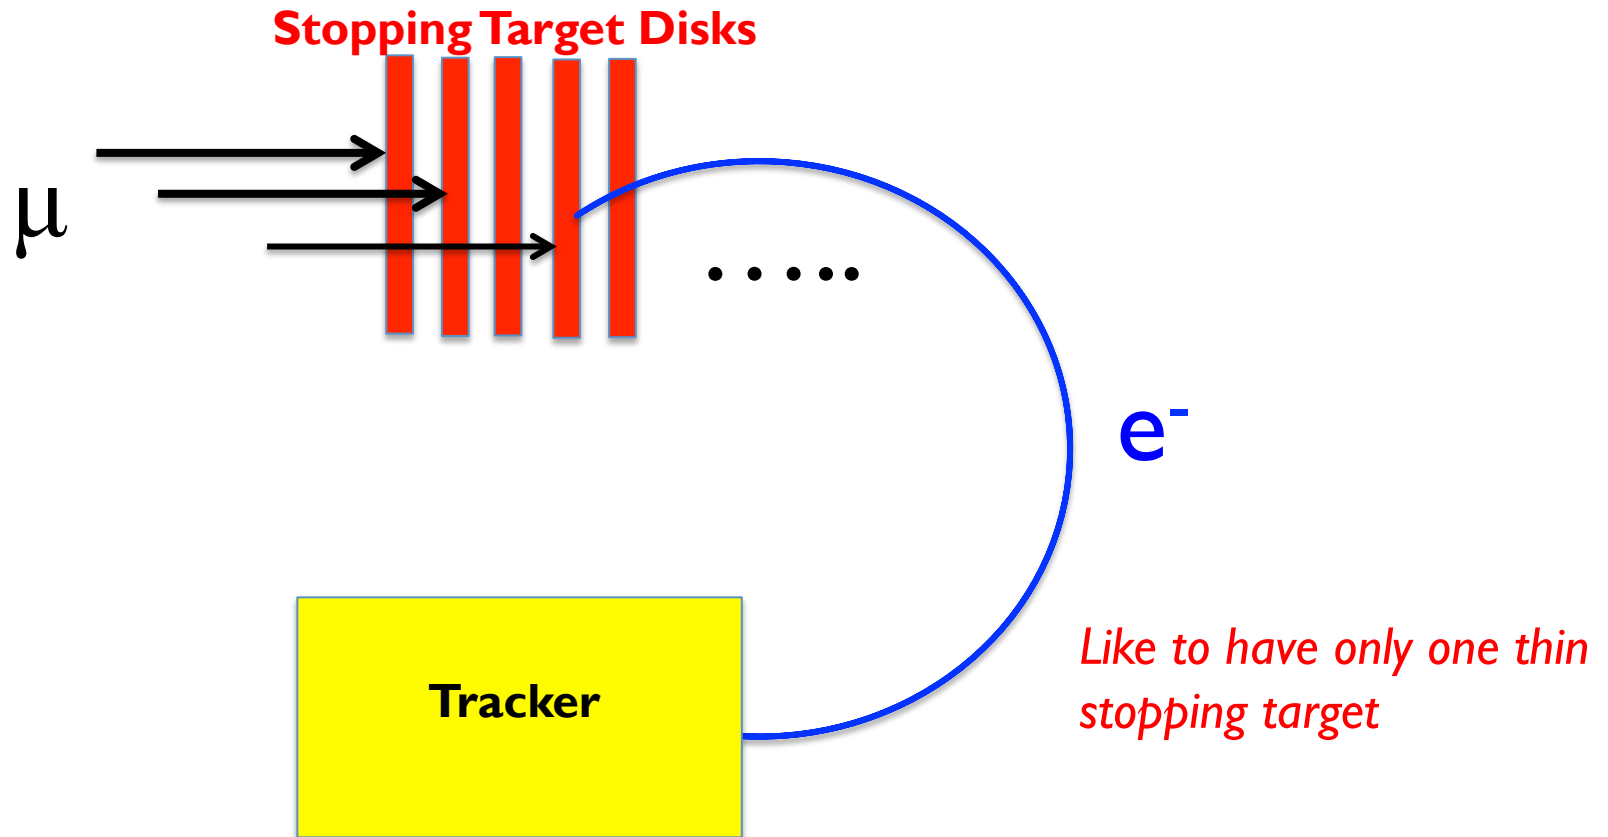 Stopping Target Disks
μ
e⁻
Like to have only one thin
stopping target
Tracker